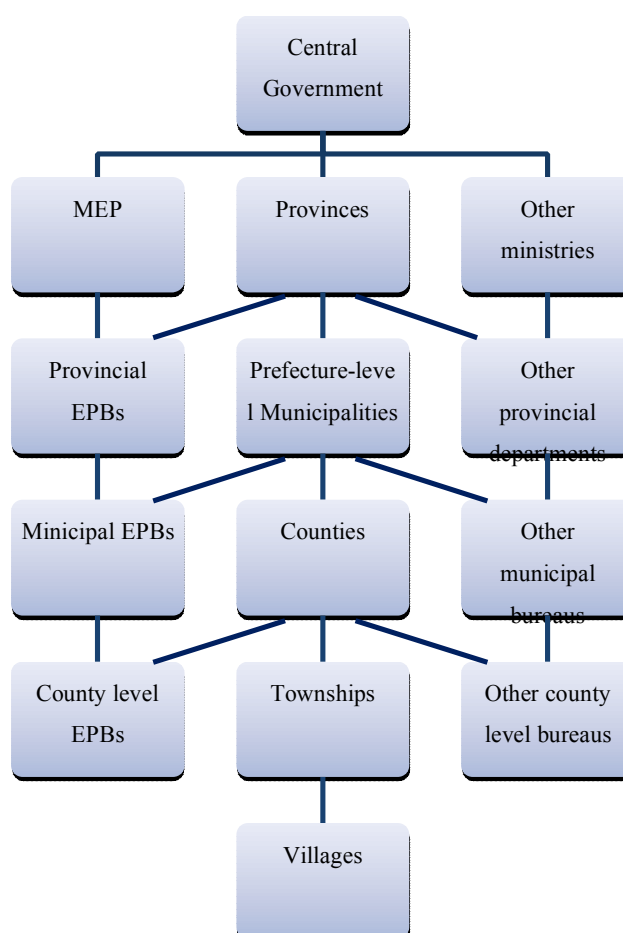 Central
Government
MEP
Provinces
Other
ministries
Provincial
EPBs
Prefecture-leve
l Municipalities
Other
provincial
departments
Minicipal EPBs
Counties
Other
municipal
bureaus
County level
EPBs
Townships
Other county
level bureaus
Villages